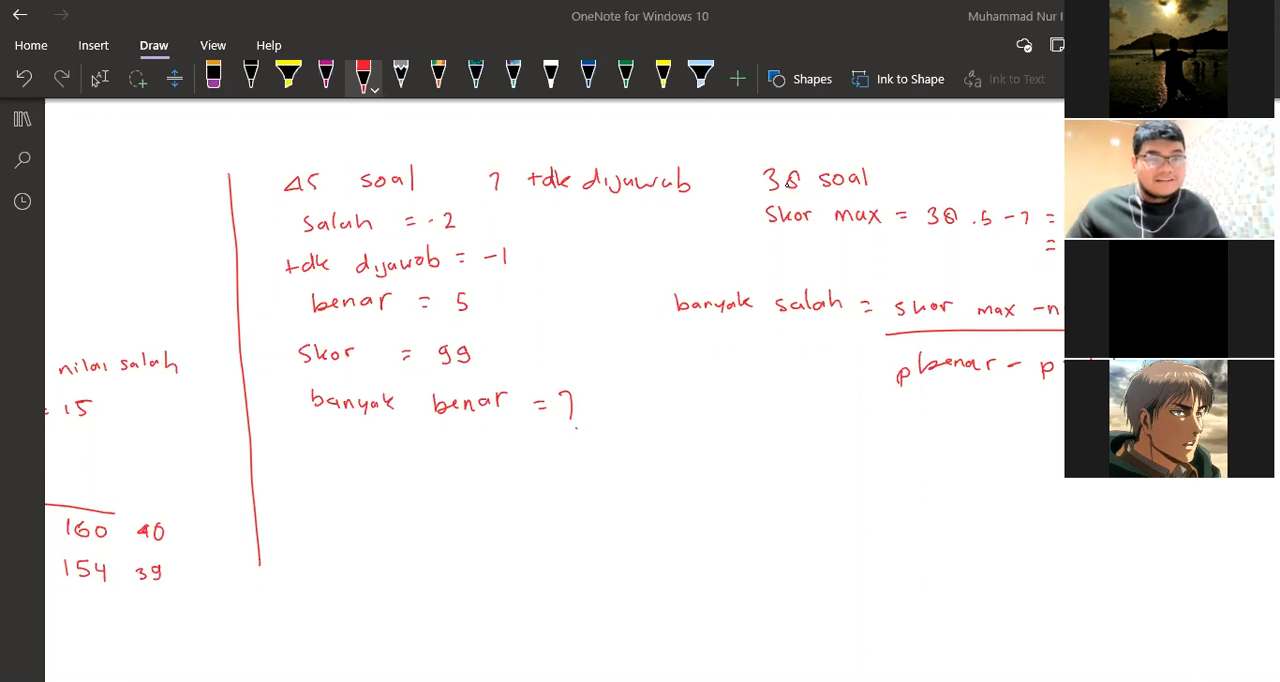 OneNote for Windows 10
Muhammad Nur I
Home Insert Draw View Help
Shapes Ink to Shape Ink to Text
45 soal 7 tdk dijawab
salah = -2
tdk dijawab = -1
benar = 5
Skor = 99
banyak benar = ?
38 soal
Skor max = 38 . 5 - 7 =
=
banyak salah = skor max - n
p benar - p
nilai salah
= 15
160 40
154 39